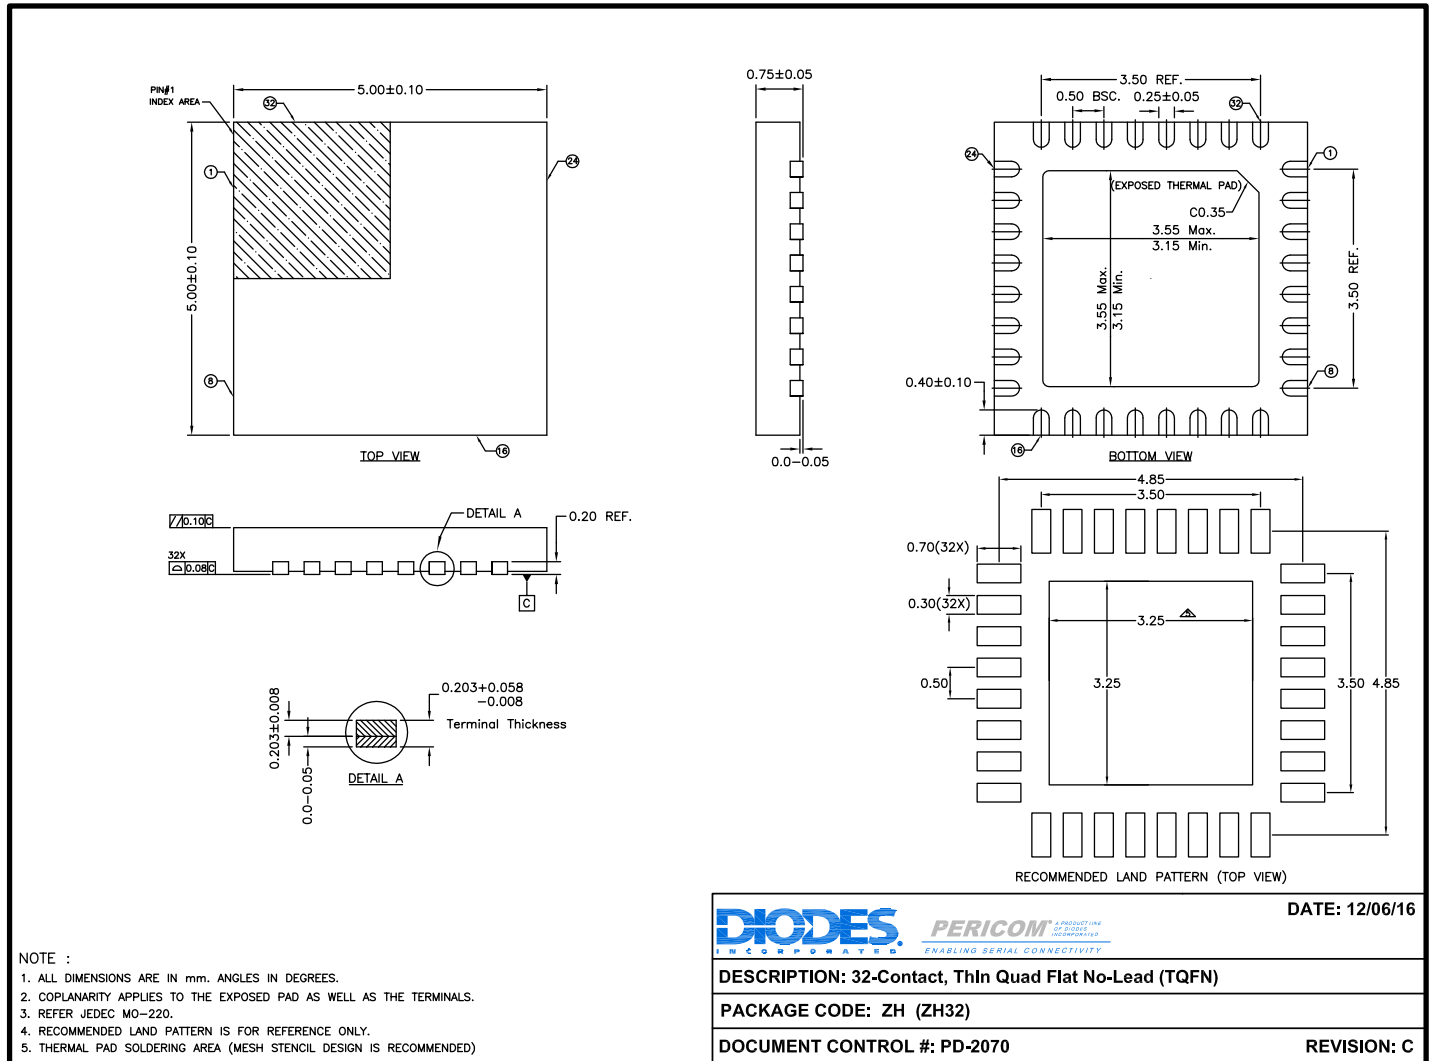 PIN#1
INDEX AREA
5.00±0.10
32
1
24
5.00±0.10
8
16
TOP VIEW
0.75±0.05
0.0-0.05
3.50 REF.
0.50 BSC.
0.25±0.05
32
24
1
(EXPOSED THERMAL PAD)
C0.35
3.55 Max.
3.15 Min.
3.55 Max.
3.15 Min.
3.50 REF.
0.40±0.10
8
16
BOTTOM VIEW
//0.10C
32X
0.08C
DETAIL A
0.20 REF.
C
0.203±0.008
0.0-0.05
0.203+0.058
-0.008
Terminal Thickness
DETAIL A
4.85
3.50
0.70(32X)
0.30(32X)
5
3.25
0.50
3.25
3.50 4.85
RECOMMENDED LAND PATTERN (TOP VIEW)
NOTE :
1. ALL DIMENSIONS ARE IN mm. ANGLES IN DEGREES.
2. COPLANARITY APPLIES TO THE EXPOSED PAD AS WELL AS THE TERMINALS.
3. REFER JEDEC MO-220.
4. RECOMMENDED LAND PATTERN IS FOR REFERENCE ONLY.
5. THERMAL PAD SOLDERING AREA (MESH STENCIL DESIGN IS RECOMMENDED)
DIODES.
INCORPORATED
PERICOM®
A PRODUCT LINE
OF DIODES
INCORPORATED
ENABLING SERIAL CONNECTIVITY
DATE: 12/06/16
DESCRIPTION: 32-Contact, Thin Quad Flat No-Lead (TQFN)
PACKAGE CODE: ZH (ZH32)
DOCUMENT CONTROL #: PD-2070
REVISION: C